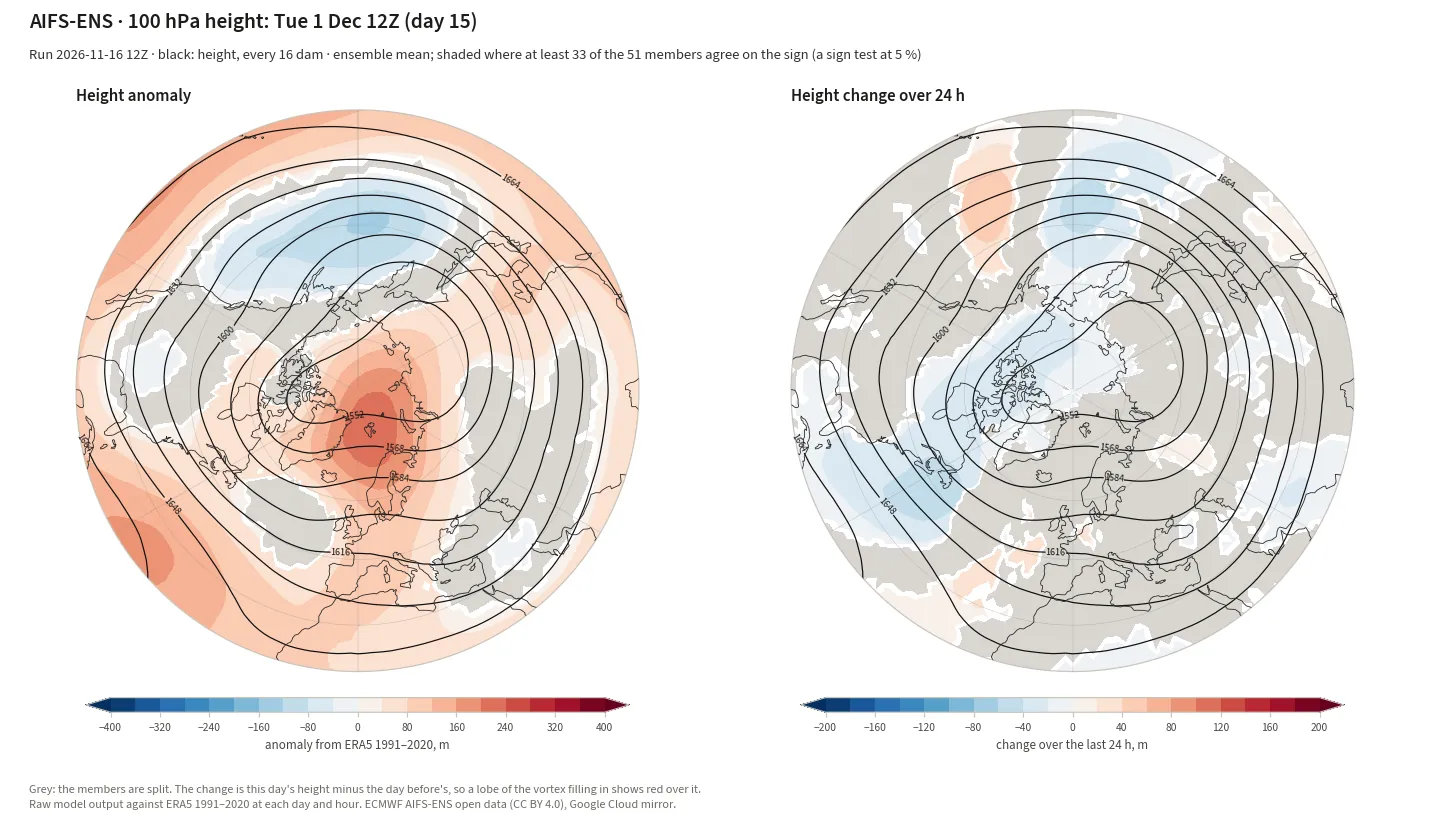 AIFS-ENS · 100 hPa height: Tue 1 Dec 12Z (day 15)
Run 2026-11-16 12Z · black: height, every 16 dam · ensemble mean; shaded where at least 33 of the 51 members agree on the sign (a sign test at 5 %)
Height anomaly
Height change over 24 h
1664
1632
1600
1552
1568
1584
1648
1616
1664
1632
1600
1552
1568
1584
1648
1616
−400 −320 −240 −160 −80 0 80 160 240 320 400
anomaly from ERA5 1991–2020, m
−200 −160 −120 −80 −40 0 40 80 120 160 200
change over the last 24 h, m
Grey: the members are split. The change is this day's height minus the day before's, so a lobe of the vortex filling in shows red over it.
Raw model output against ERA5 1991–2020 at each day and hour. ECMWF AIFS-ENS open data (CC BY 4.0), Google Cloud mirror.